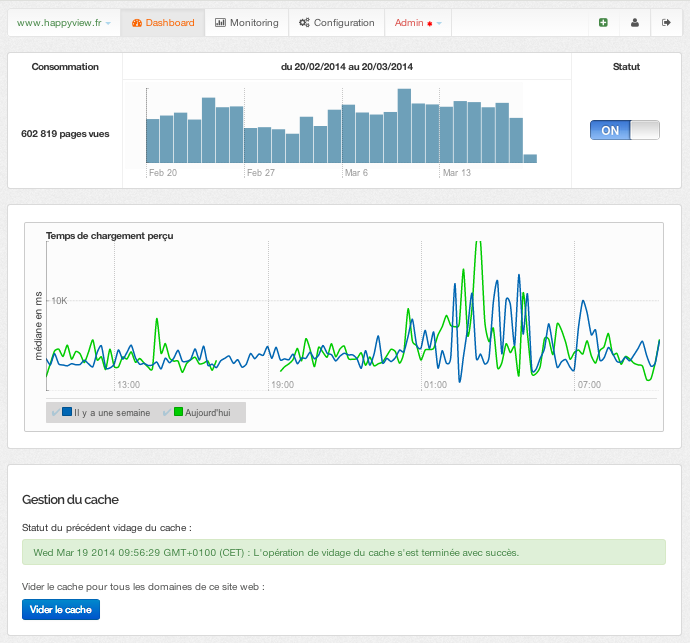 www.happyview.fr Dashboard Monitoring Configuration Admin
Consommation du 20/02/2014 au 20/03/2014 Statut
602 819 pages vues
ON
Feb 20 Feb 27 Mar 6 Mar 13
Temps de chargement perçu
médiane en ms
10K
13:00 19:00 01:00 07:00
Il y a une semaine Aujourd'hui
Gestion du cache
Statut du précédent vidage du cache :
Wed Mar 19 2014 09:56:29 GMT+0100 (CET) : L'opération de vidage du cache s'est terminée avec succès.
Vider le cache pour tous les domaines de ce site web :
Vider le cache